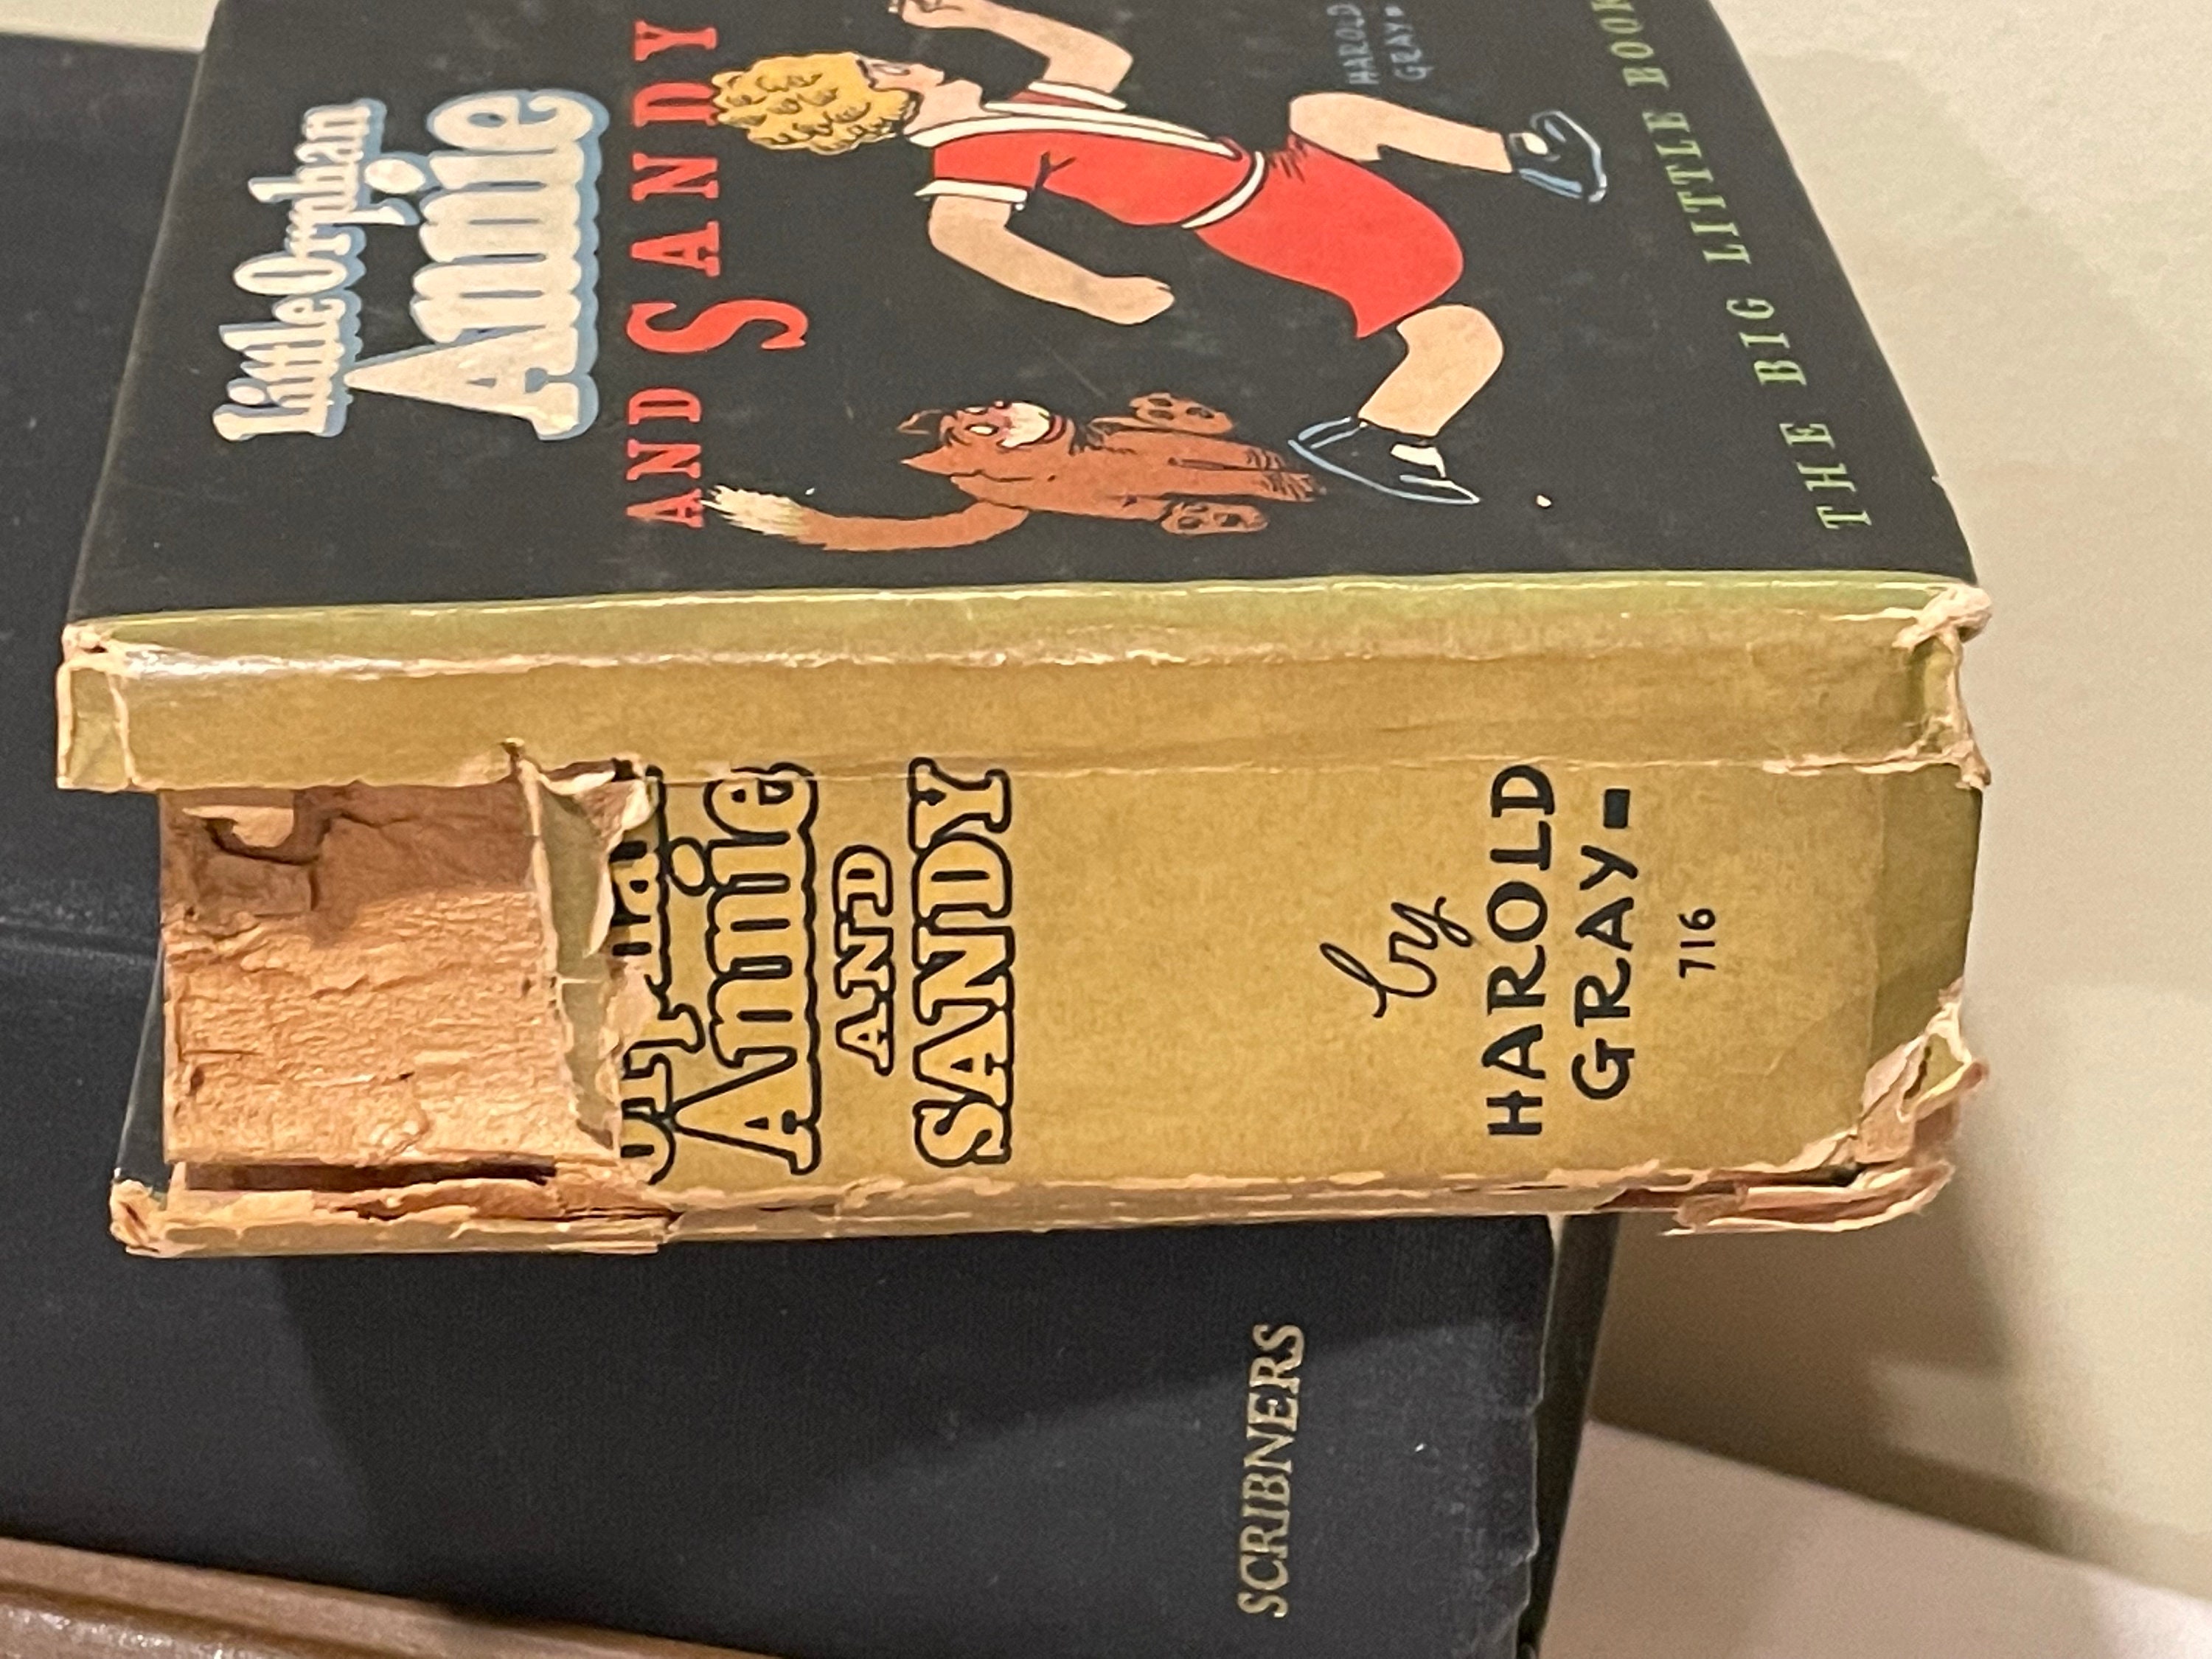 Little Orphan
Annie
AND SANDY
HAROLD
GRAY
THE BIG LITTLE BOOK
Annie
AND
SANDY
by
HAROLD
GRAY
716
SCRIBNERS